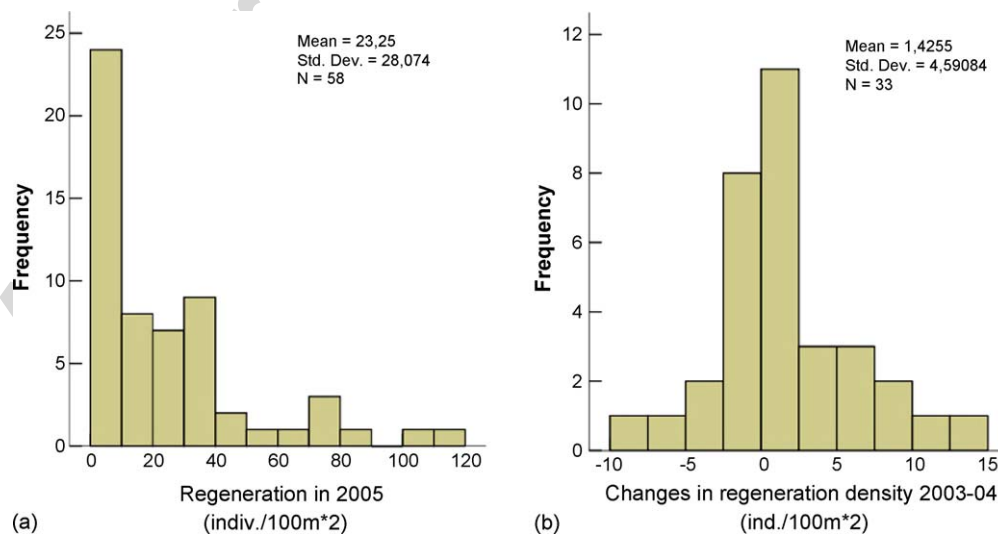 Mean = 23,25
Std. Dev. = 28,074
N = 58
Frequency
25
20
15
10
5
0
0 20 40 60 80 100 120
Regeneration in 2005
(indiv./100m*2)
(a)
Mean = 1,4255
Std. Dev. = 4,59084
N = 33
Frequency
12
10
8
6
4
2
0
-10 -5 0 5 10 15
Changes in regeneration density 2003-04
(ind./100m*2)
(b)